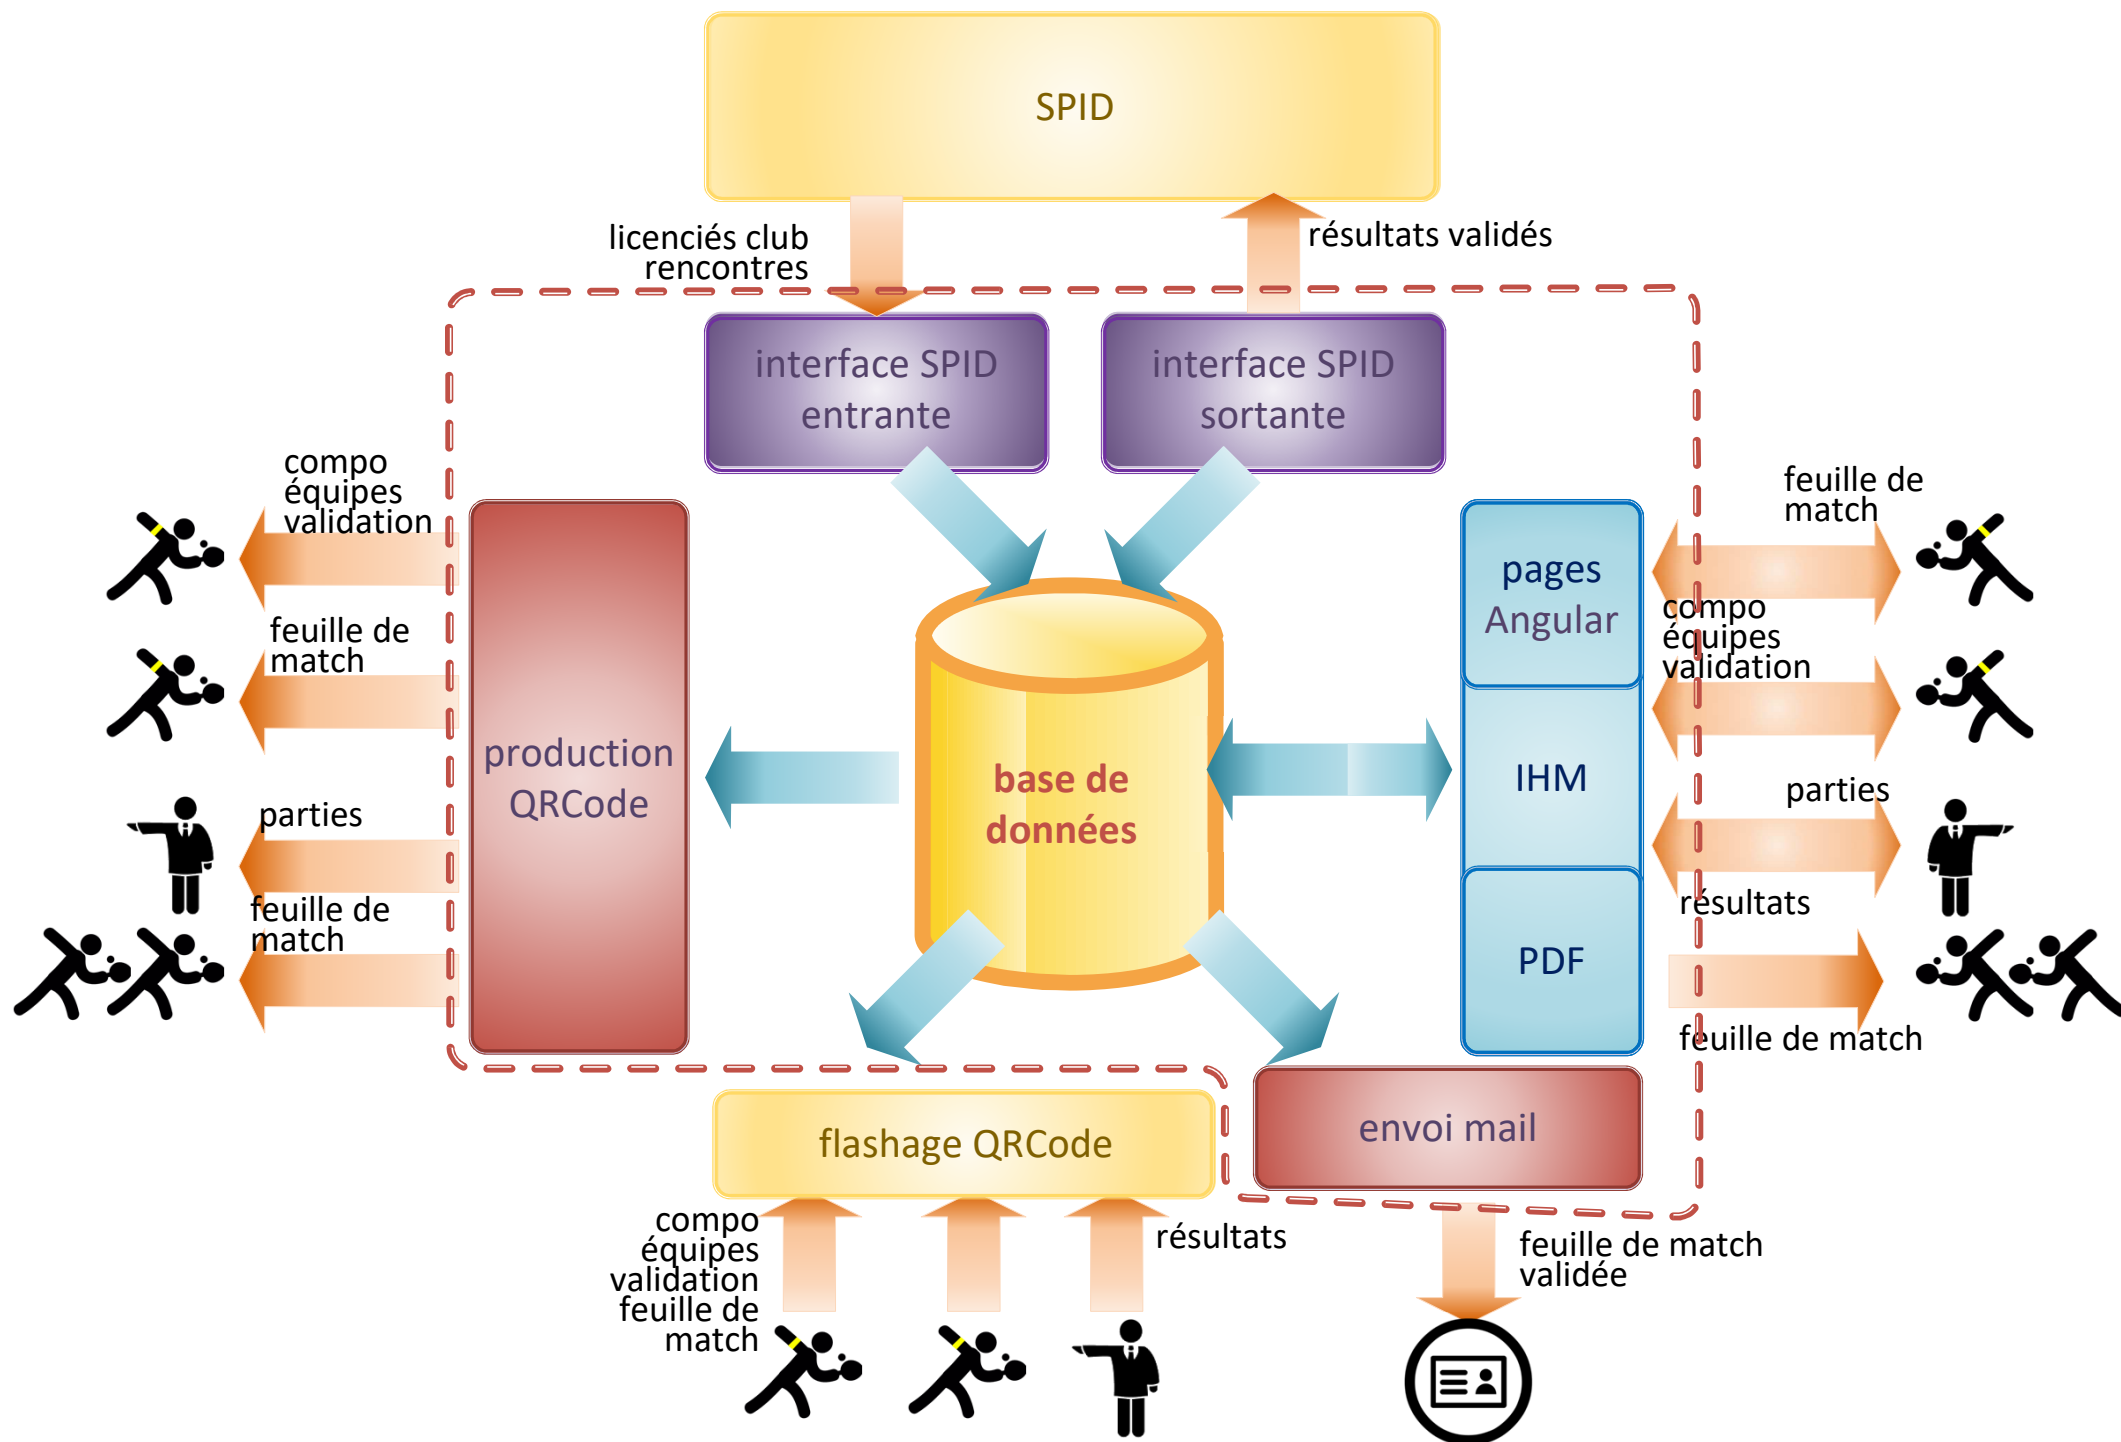 SPID
licenciés club
rencontres
résultats validés
interface SPID
entrante
interface SPID
sortante
compo
équipes
validation
feuille de
match
parties
feuille de
match
production
QRCode
base de
données
pages
Angular
IHM
PDF
feuille de
match
compo
équipes
validation
parties
résultats
feuille de match
flashage QRCode
envoi mail
compo
équipes
validation
feuille de
match
résultats
feuille de match
validée